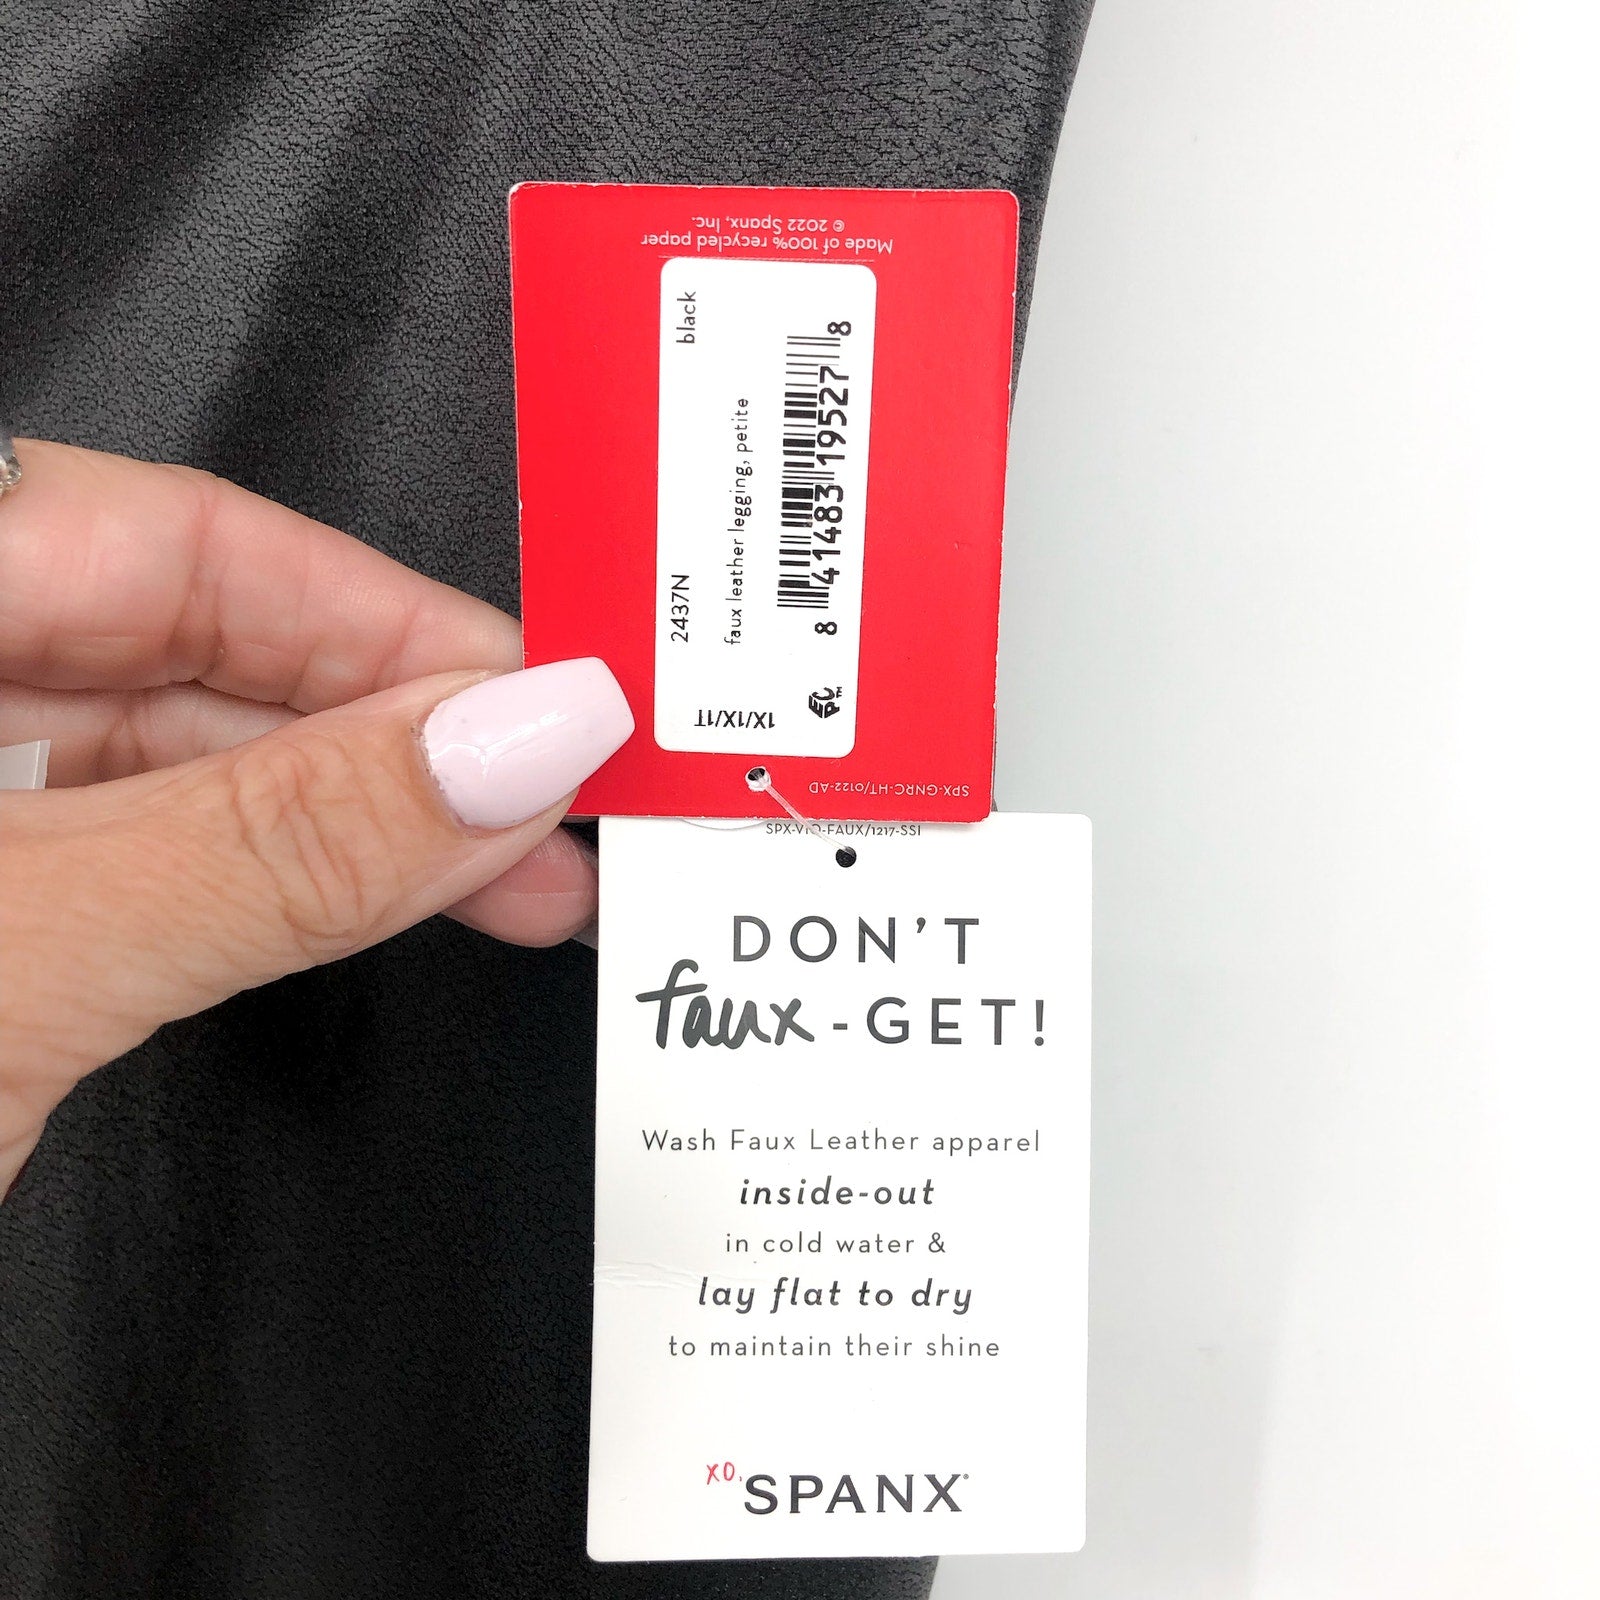 Made of 100% recycled paper
© 2022 Spanx, Inc.
1X/1X/1T
2437N
black
faux leather legging, petite
8 41483 19527 8
EPC™
SPX-GNRC-HT/0122-AD
DON'T
faux-GET!
Wash Faux Leather apparel
inside-out
in cold water &
lay flat to dry
to maintain their shine
XO, SPANX®